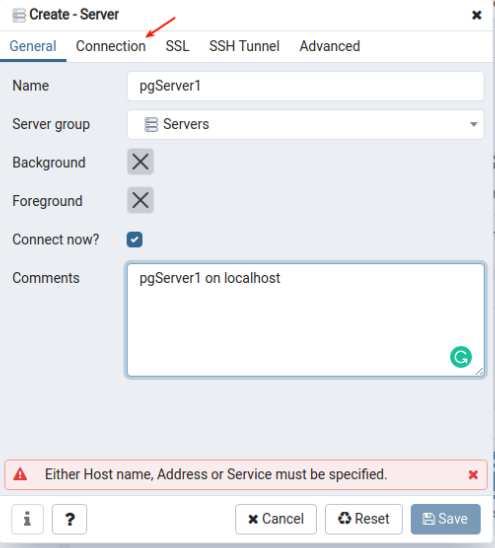 Create - Server
General Connection SSL SSH Tunnel Advanced
Name pgServer1
Server group Servers
Background
Foreground
Connect now?
Comments pgServer1 on localhost
Either Host name, Address or Service must be specified.
i ? Cancel Reset Save